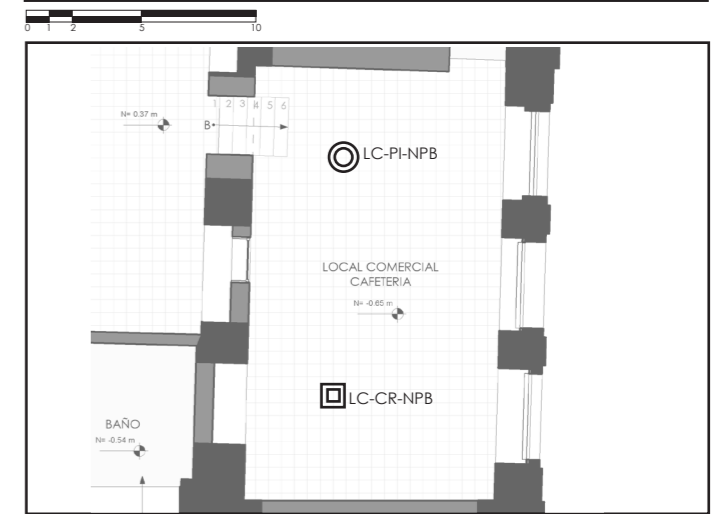 0 1 2 5 10
1 2 3 4 5 6
N= 0.37 m
B
LC-PI-NPB
LOCAL COMERCIAL
CAFETERIA
N= -0.65 m
LC-CR-NPB
BAÑO
N= -0.54 m